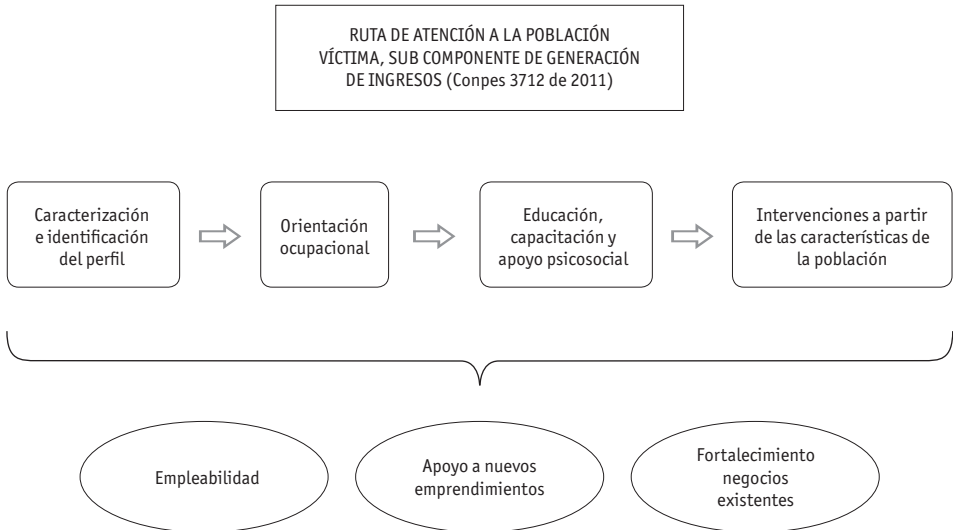 RUTA DE ATENCIÓN A LA POBLACIÓN
VÍCTIMA, SUB COMPONENTE DE GENERACIÓN
DE INGRESOS (Conpes 3712 de 2011)
Caracterización
e identificación
del perfil
Orientación
ocupacional
Educación,
capacitación y
apoyo psicosocial
Intervenciones a partir
de las características de
la población
Empleabilidad
Apoyo a nuevos
emprendimientos
Fortalecimiento
negocios
existentes